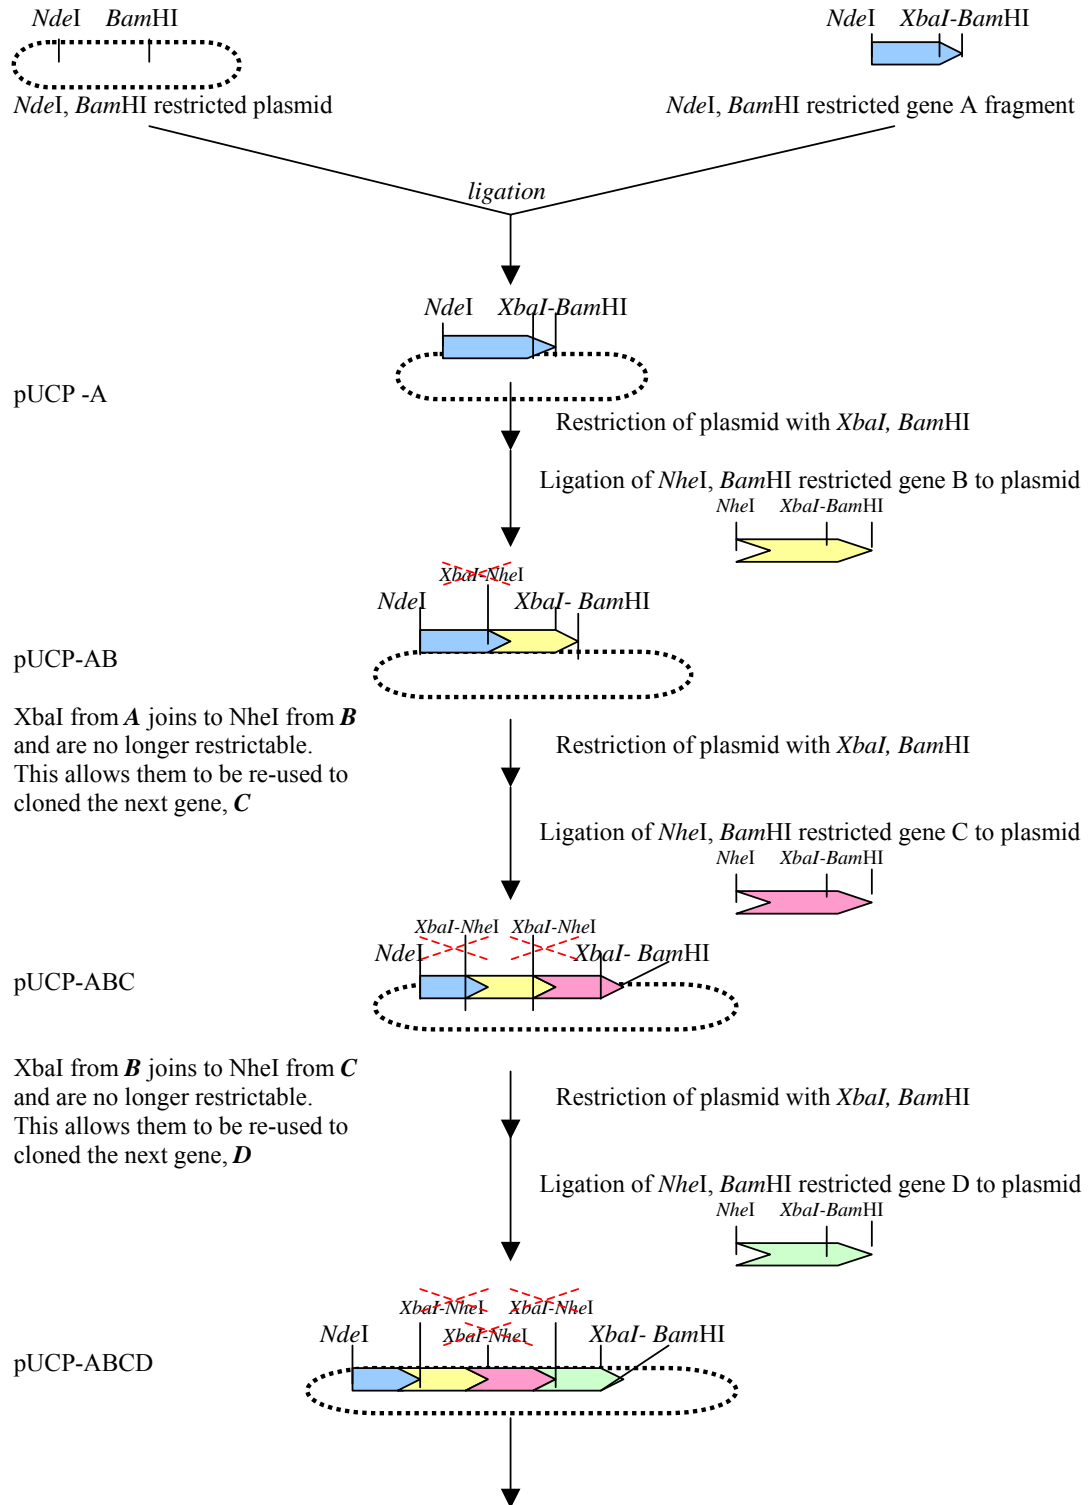 NdeI BamHI
NdeI XbaI-BamHI
NdeI, BamHI restricted plasmid
NdeI, BamHI restricted gene A fragment
ligation
NdeI XbaI-BamHI
pUCP -A
Restriction of plasmid with XbaI, BamHI
Ligation of NheI, BamHI restricted gene B to plasmid
NheI XbaI-BamHI
XbaI-NheI
NdeI XbaI- BamHI
pUCP-AB
XbaI from A joins to NheI from B
and are no longer restrictable.
This allows them to be re-used to
cloned the next gene, C
Restriction of plasmid with XbaI, BamHI
Ligation of NheI, BamHI restricted gene C to plasmid
NheI XbaI-BamHI
XbaI-NheI XbaI-NheI
NdeI XbaI- BamHI
pUCP-ABC
XbaI from B joins to NheI from C
and are no longer restrictable.
This allows them to be re-used to
cloned the next gene, D
Restriction of plasmid with XbaI, BamHI
Ligation of NheI, BamHI restricted gene D to plasmid
NheI XbaI-BamHI
XbaI-NheI XbaI-NheI
NdeI XbaI-NheI XbaI- BamHI
pUCP-ABCD